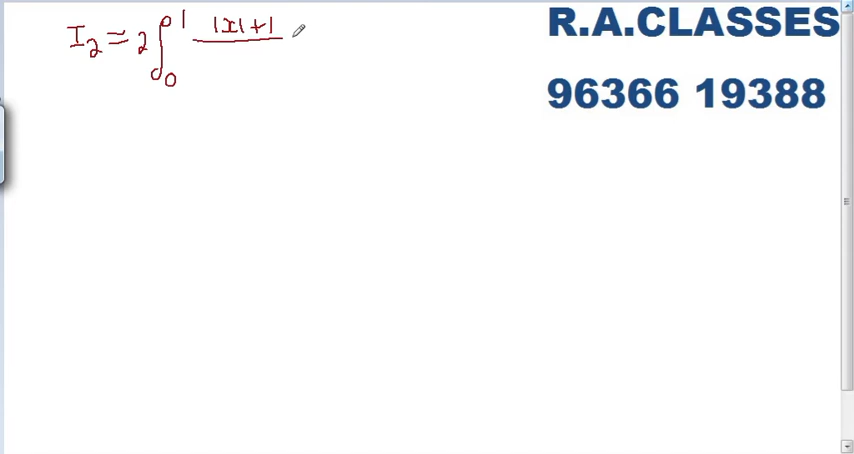 R.A.CLASSES
I₂ = 2 ∫₀¹ |x|+1
96366 19388